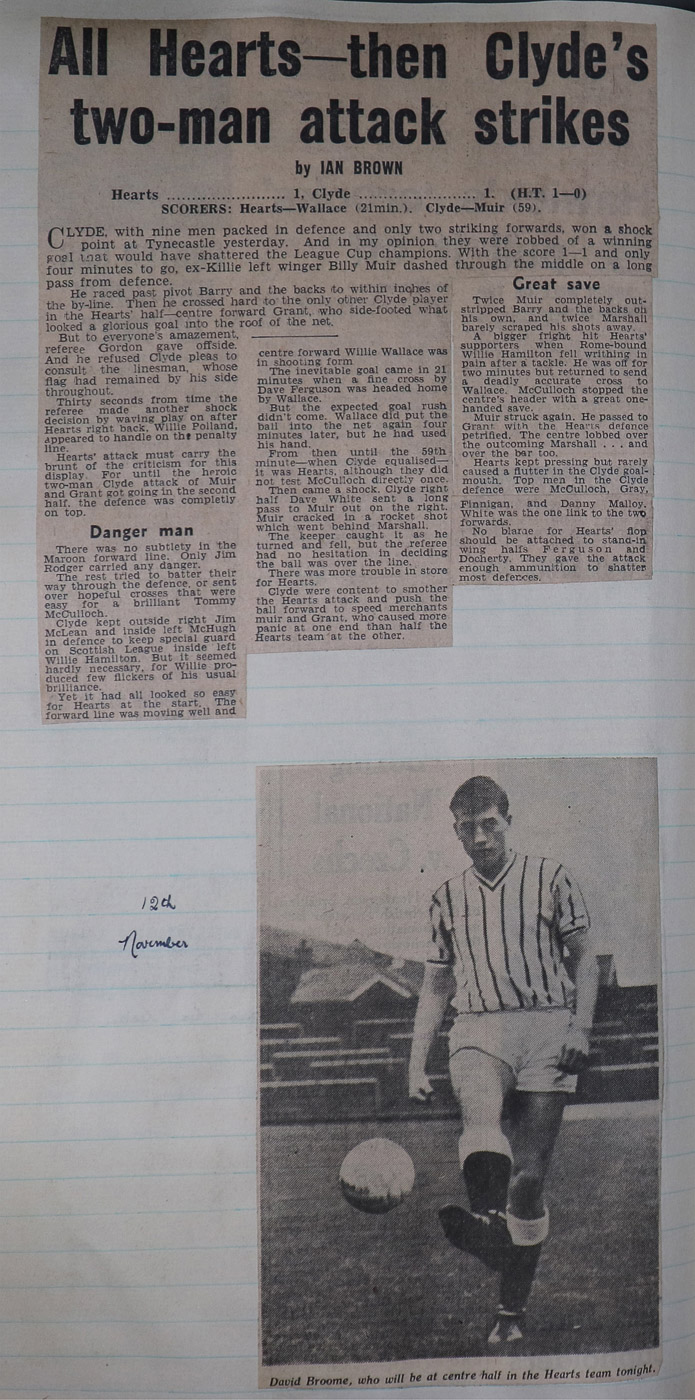 All Hearts—then Clyde's
two-man attack strikes
by IAN BROWN
Hearts ........................ 1, Clyde ........................ 1. (H.T. 1—0)
SCORERS: Hearts—Wallace (21min.). Clyde—Muir (59).
CLYDE, with nine men packed in defence and only two striking forwards, won a shock
point at Tynecastle yesterday. And in my opinion they were robbed of a winning
goal that would have shattered the League Cup champions. With the score 1—1 and only
four minutes to go, ex-Killie left winger Billy Muir dashed through the middle on a long
pass from defence.
He raced past pivot Barry and the backs to within inches of
the by-line. Then he crossed hard to the only other Clyde player
in the Hearts' half—centre forward Grant, who side-footed what
looked a glorious goal into the roof of the net.
But to everyone's amazement,
referee Gordon gave offside.
And he refused Clyde pleas to
consult the linesman, whose
flag had remained by his side
throughout.
Thirty seconds from time the
referee made another shock
decision by waving play on after
Hearts right back, Willie Polland,
appeared to handle on the penalty
line.
Hearts' attack must carry the
brunt of the criticism for this
display. For until the heroic
two-man Clyde attack of Muir
and Grant got going in the second
half, the defence was completly
on top.
Danger man
There was no subtlety in the
Maroon forward line. Only Jim
Rodger carried any danger.
The rest tried to batter their
way through the defence, or sent
over hopeful crosses that were
easy for a brilliant Tommy
McCulloch.
Clyde kept outside right Jim
McLean and inside left McHugh
in defence to keep special guard
on Scottish League inside left
Willie Hamilton. But it seemed
hardly necessary, for Willie pro-
duced few flickers of his usual
brilliance.
Yet it had all looked so easy
for Hearts at the start. The
forward line was moving well and
centre forward Willie Wallace was
in shooting form
The inevitable goal came in 21
minutes when a fine cross by
Dave Ferguson was headed home
by Wallace.
But the expected goal rush
didn't come. Wallace did put the
ball into the net again four
minutes later, but he had used
his hand.
From then until the 59th
minute—when Clyde equalised—
it was Hearts, although they did
not test McCulloch directly once.
Then came a shock. Clyde right
half Dave White sent a long
pass to Muir out on the right.
Muir cracked in a rocket shot
which went behind Marshall.
The keeper caught it as he
turned and fell, but the referee
had no hesitation in deciding
the ball was over the line.
There was more trouble in store
for Hearts.
Clyde were content to smother
the Hearts attack and push the
ball forward to speed merchants
muir and Grant, who caused more
panic at one end than half the
Hearts team at the other.
Great save
Twice Muir completely out-
stripped Barry and the backs on
his own, and twice Marshall
barely scraped his shots away.
A bigger fright hit Hearts'
supporters when Rome-bound
Willie Hamilton fell writhing in
pain after a tackle. He was off for
two minutes but returned to send
a deadly accurate cross to
Wallace. McCulloch stopped the
centre's header with a great one-
handed save.
Muir struck again. He passed to
Grant with the Hearts defence
petrified. The centre lobbed over
the outcoming Marshall . . . and
over the bar too.
Hearts kept pressing but rarely
caused a flutter in the Clyde goal-
mouth. Top men in the Clyde
defence were McCulloch, Gray,
Finnigan, and Danny Malloy.
White was the one link to the two
forwards.
No blame for Hearts' flop
should be attached to stand-in
wing halfs Ferguson and
Docherty. They gave the attack
enough ammunition to shatter
most defences.
12th
November
David Broome, who will be at centre half in the Hearts team tonight.